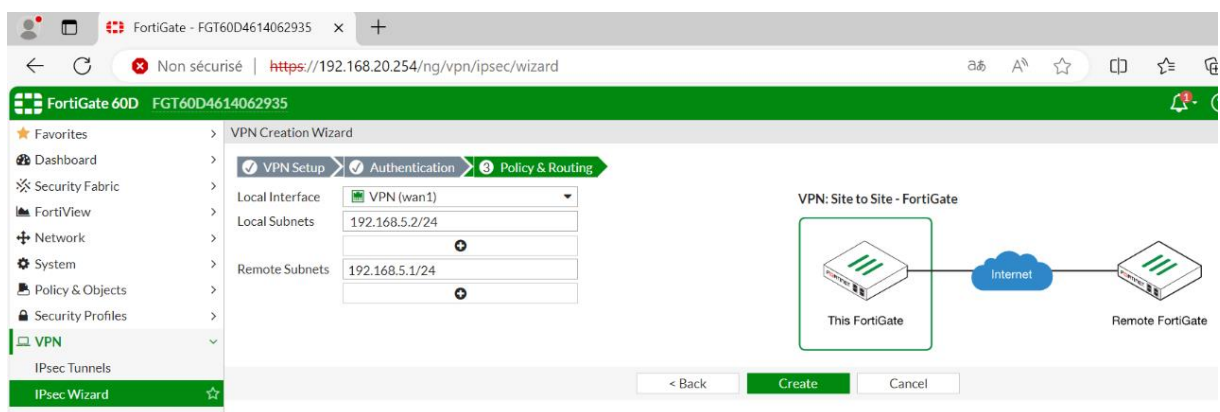 FortiGate - FGT60D4614062935
Non sécurisé | https://192.168.20.254/ng/vpn/ipsec/wizard
FortiGate 60D FGT60D4614062935
1
Favorites
Dashboard
Security Fabric
FortiView
Network
System
Policy & Objects
Security Profiles
VPN
IPsec Tunnels
IPsec Wizard
VPN Creation Wizard
VPN Setup
Authentication
3 Policy & Routing
Local Interface VPN (wan1)
Local Subnets 192.168.5.2/24
Remote Subnets 192.168.5.1/24
VPN: Site to Site - FortiGate
Internet
This FortiGate
Remote FortiGate
< Back
Create
Cancel